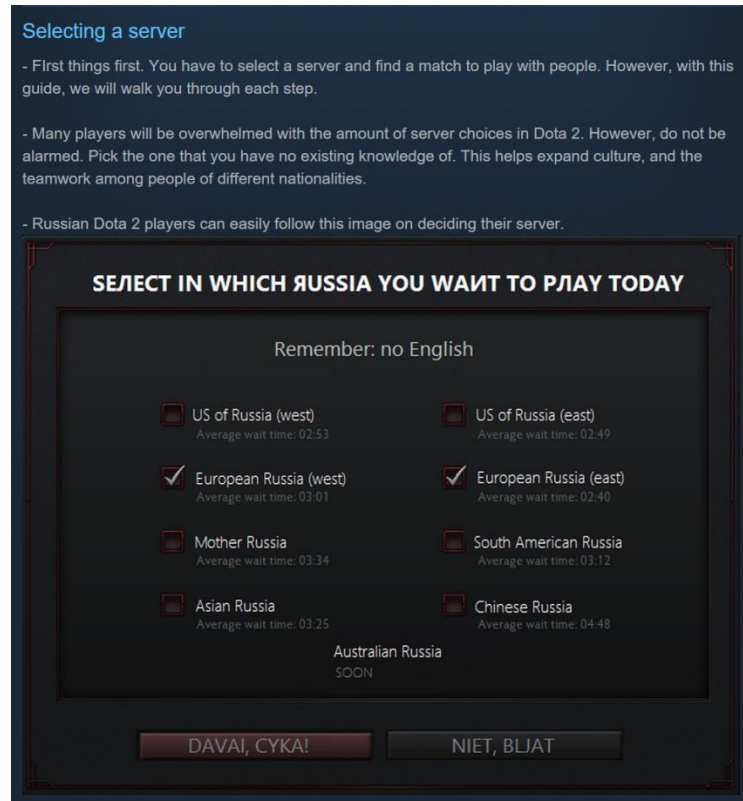 Selecting a server
- FIrst things first. You have to select a server and find a match to play with people. However, with this
guide, we will walk you through each step.
- Many players will be overwhelmed with the amount of server choices in Dota 2. However, do not be
alarmed. Pick the one that you have no existing knowledge of. This helps expand culture, and the
teamwork among people of different nationalities.
- Russian Dota 2 players can easily follow this image on deciding their server.
SEЛECT IN WHICH ЯUSSIA YOU WAИT TO PЛAY TODAY
Remember: no English
US of Russia (west)
Average wait time: 02:53
US of Russia (east)
Average wait time: 02:49
European Russia (west)
Average wait time: 03:01
European Russia (east)
Average wait time: 02:40
Mother Russia
Average wait time: 03:34
South American Russia
Average wait time: 03:12
Asian Russia
Average wait time: 03:25
Chinese Russia
Average wait time: 04:48
Australian Russia
SOON
DAVAI, CYKA!
NIET, BLJAT